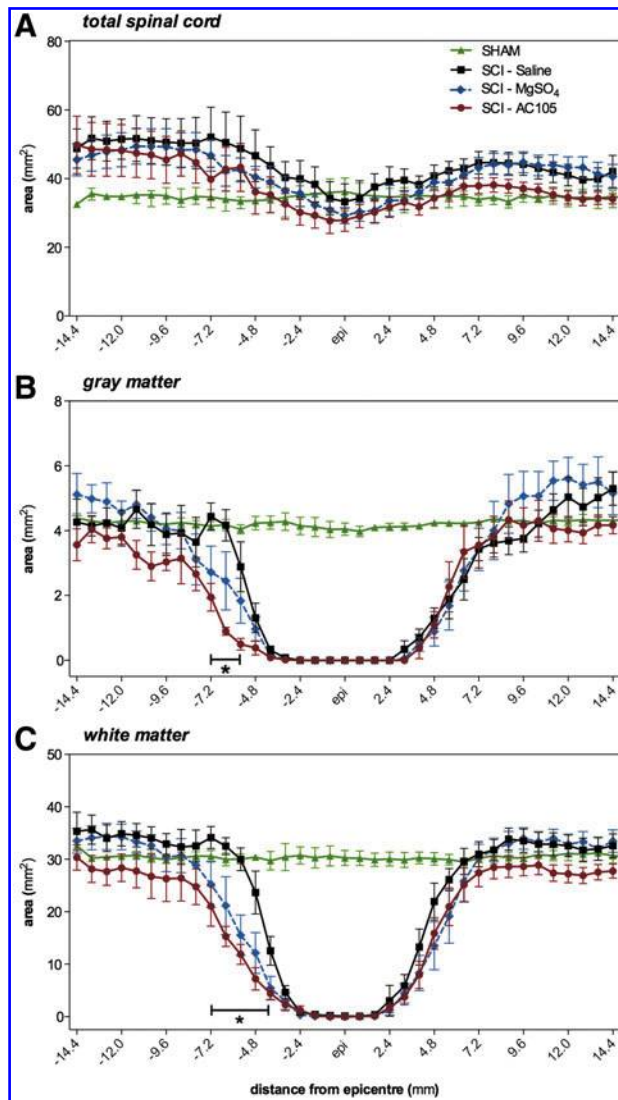 A total spinal cord
SHAM
SCI - Saline
SCI - MgSO4
SCI - AC105
area (mm2)
80
60
40
20
0
-14.4 -12.0 -9.6 -7.2 -4.8 -2.4 epi 2.4 4.8 7.2 9.6 12.0 14.4
B gray matter
area (mm2)
8
6
4
2
0
*
-14.4 -12.0 -9.6 -7.2 -4.8 -2.4 epi 2.4 4.8 7.2 9.6 12.0 14.4
C white matter
area (mm2)
50
40
30
20
10
0
*
-14.4 -12.0 -9.6 -7.2 -4.8 -2.4 epi 2.4 4.8 7.2 9.6 12.0 14.4
distance from epicentre (mm)